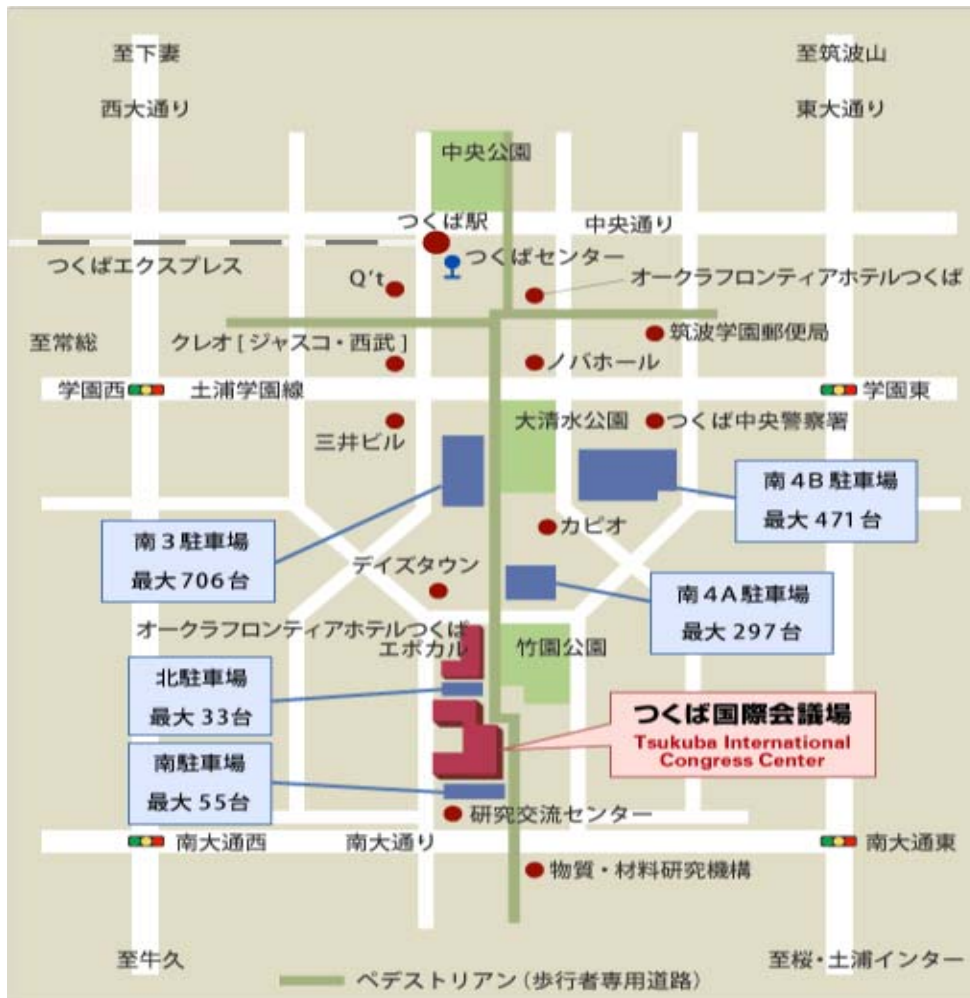 至下妻
至筑波山
西大通り
東大通り
中央公園
つくば駅
中央通り
つくばエクスプレス
つくばセンター
Q't
オークラフロンティアホテルつくば
至常総
クレオ[ジャスコ・西武]
筑波学園郵便局
ノバホール
学園西
土浦学園線
学園東
三井ビル
大清水公園
つくば中央警察署
南4B駐車場
最大471台
南3駐車場
最大706台
カピオ
デイズタウン
南4A駐車場
最大297台
オークラフロンティアホテルつくば
エポカル
竹園公園
北駐車場
最大33台
つくば国際会議場
Tsukuba International
Congress Center
南駐車場
最大55台
研究交流センター
南大通西
南大通り
南大通東
物質・材料研究機構
至牛久
至桜・土浦インター
ペデストリアン(歩行者専用道路)